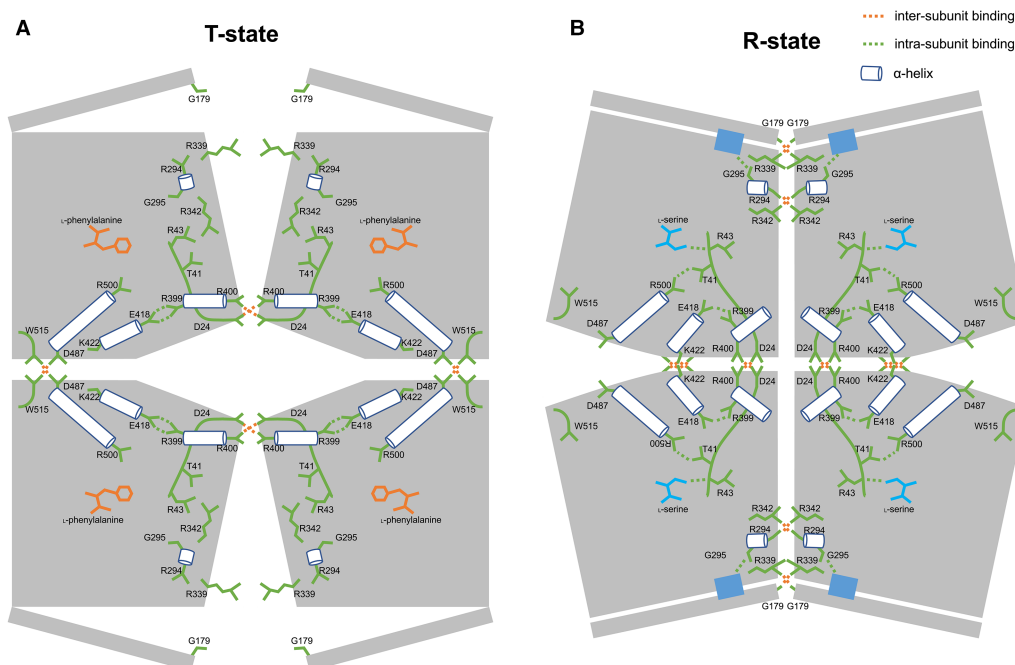 A
T-state
B
R-state
inter-subunit binding
intra-subunit binding
α-helix
G179
G179
R339
R339
R294
R294
G295
G295
R342
R342
L-phenylalanine
L-phenylalanine
R43
R43
T41
T41
R500
R500
R399
R400
R400
R399
E418
E418
D24
D24
W515
W515
K422
K422
D487
D487
D487
D487
K422
K422
W515
W515
D24
D24
E418
E418
R399
R400
R400
R399
R500
R500
T41
T41
L-phenylalanine
L-phenylalanine
R43
R43
R342
R342
G295
G295
R294
R294
R339
R339
G179
G179
G179 G179
R339
R339
G295
G295
R294
R294
R342
R342
L-serine
L-serine
R43
R43
T41
T41
R500
R500
W515
W515
E418
E418
R399
R399
D487
D487
K422
R400
D24
D24
R400
K422
K422
R400
D24
D24
R400
K422
D487
D487
E418
R399
R399
E418
W515
W515
R500
R500
T41
T41
R43
R43
L-serine
L-serine
R342
R342
R294
R294
G295
R339
R339
G295
G179 G179